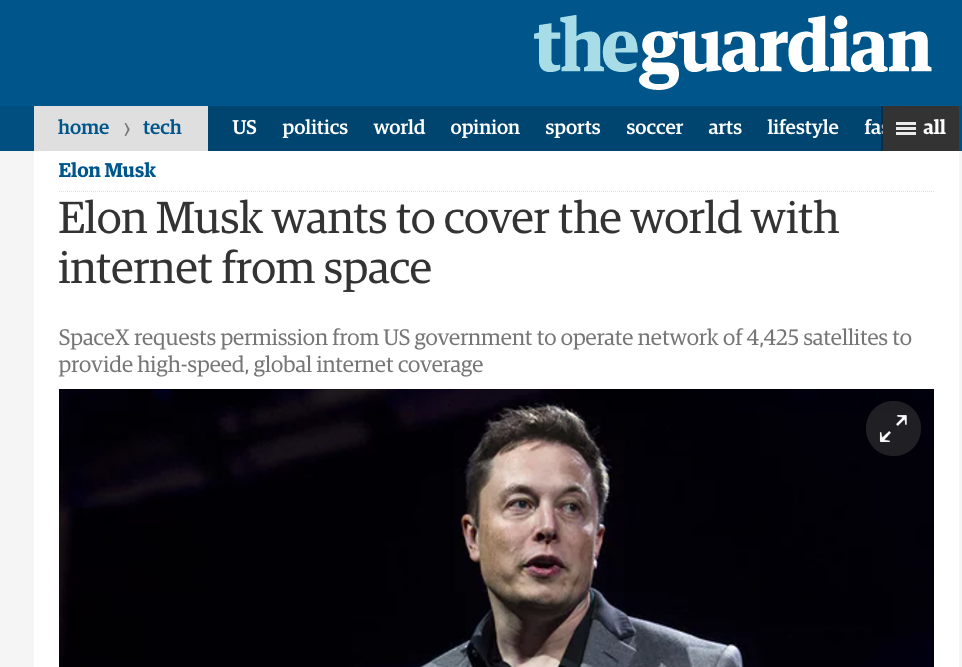 theguardian
home › tech US politics world opinion sports soccer arts lifestyle all
Elon Musk
Elon Musk wants to cover the world with
internet from space
SpaceX requests permission from US government to operate network of 4,425 satellites to
provide high-speed, global internet coverage